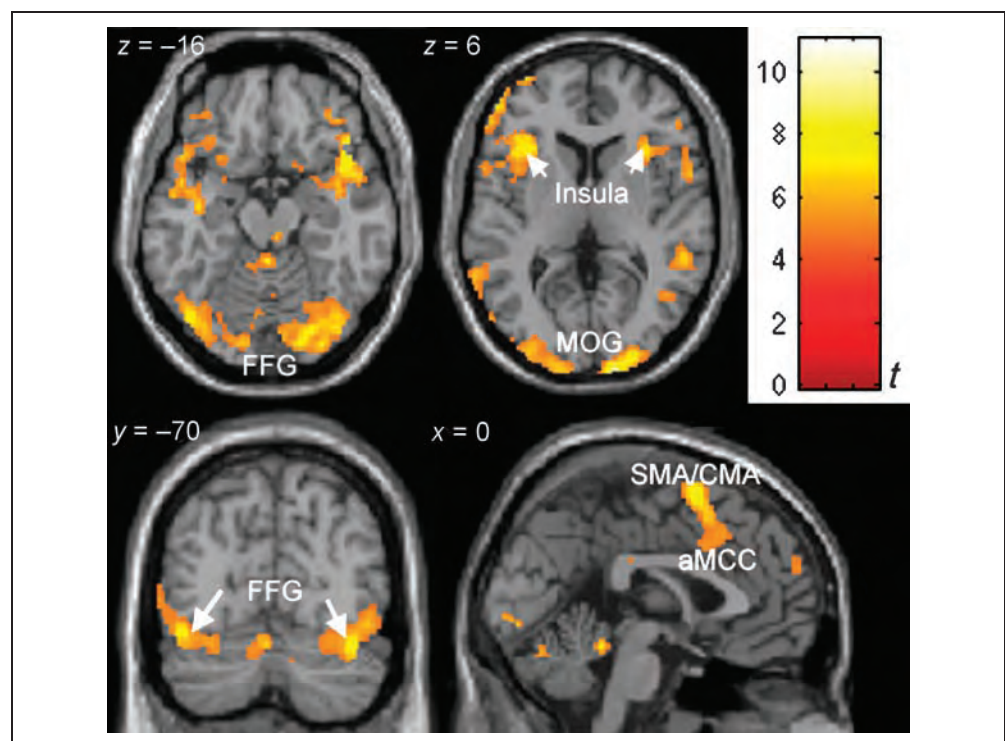 z = –16
z = 6
Insula
FFG
MOG
10
8
6
4
2
0
t
y = –70
x = 0
FFG
SMA/CMA
aMCC